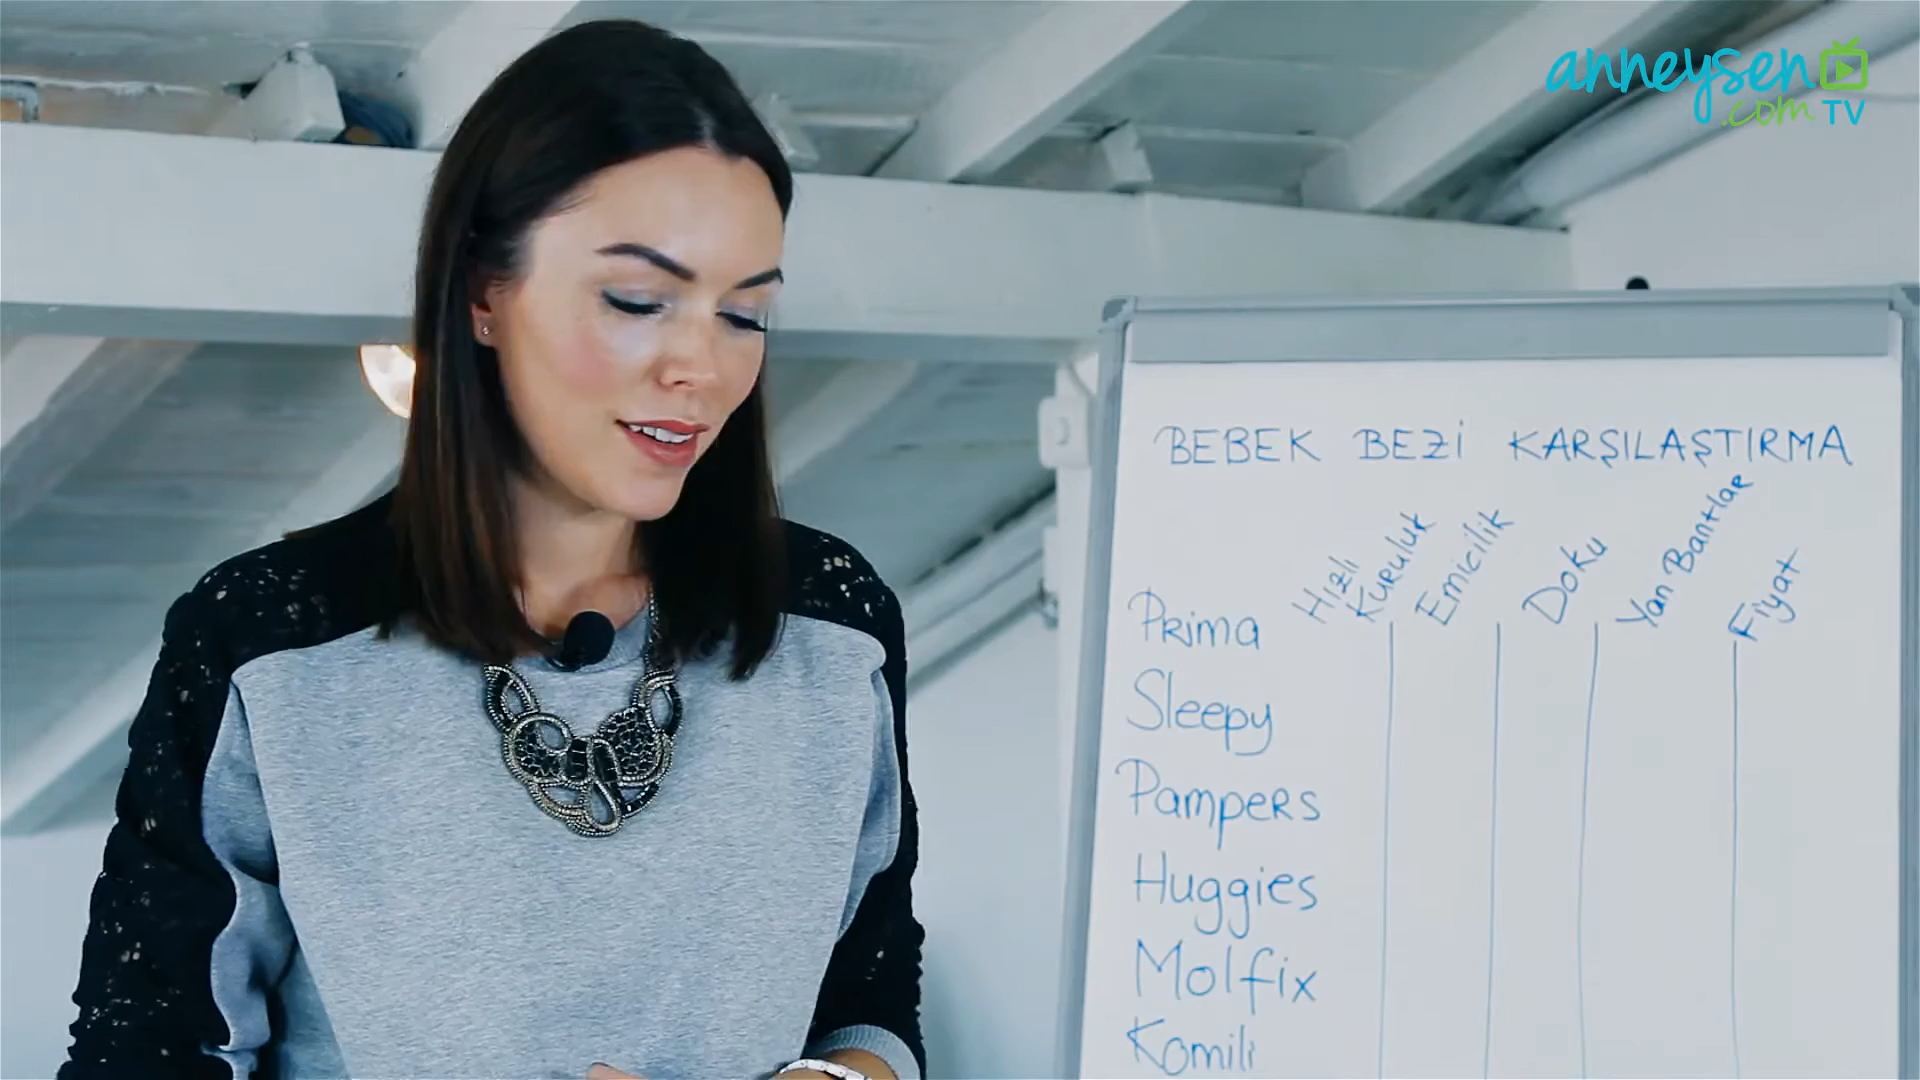 anneysen
.com TV
BEBEK BEZİ KARŞILAŞTIRMA
Hızlı Kuruluk
Emicilik
Doku
Yan Bantlar
Fiyat
Prima
Sleepy
Pampers
Huggies
Molfix
Komili